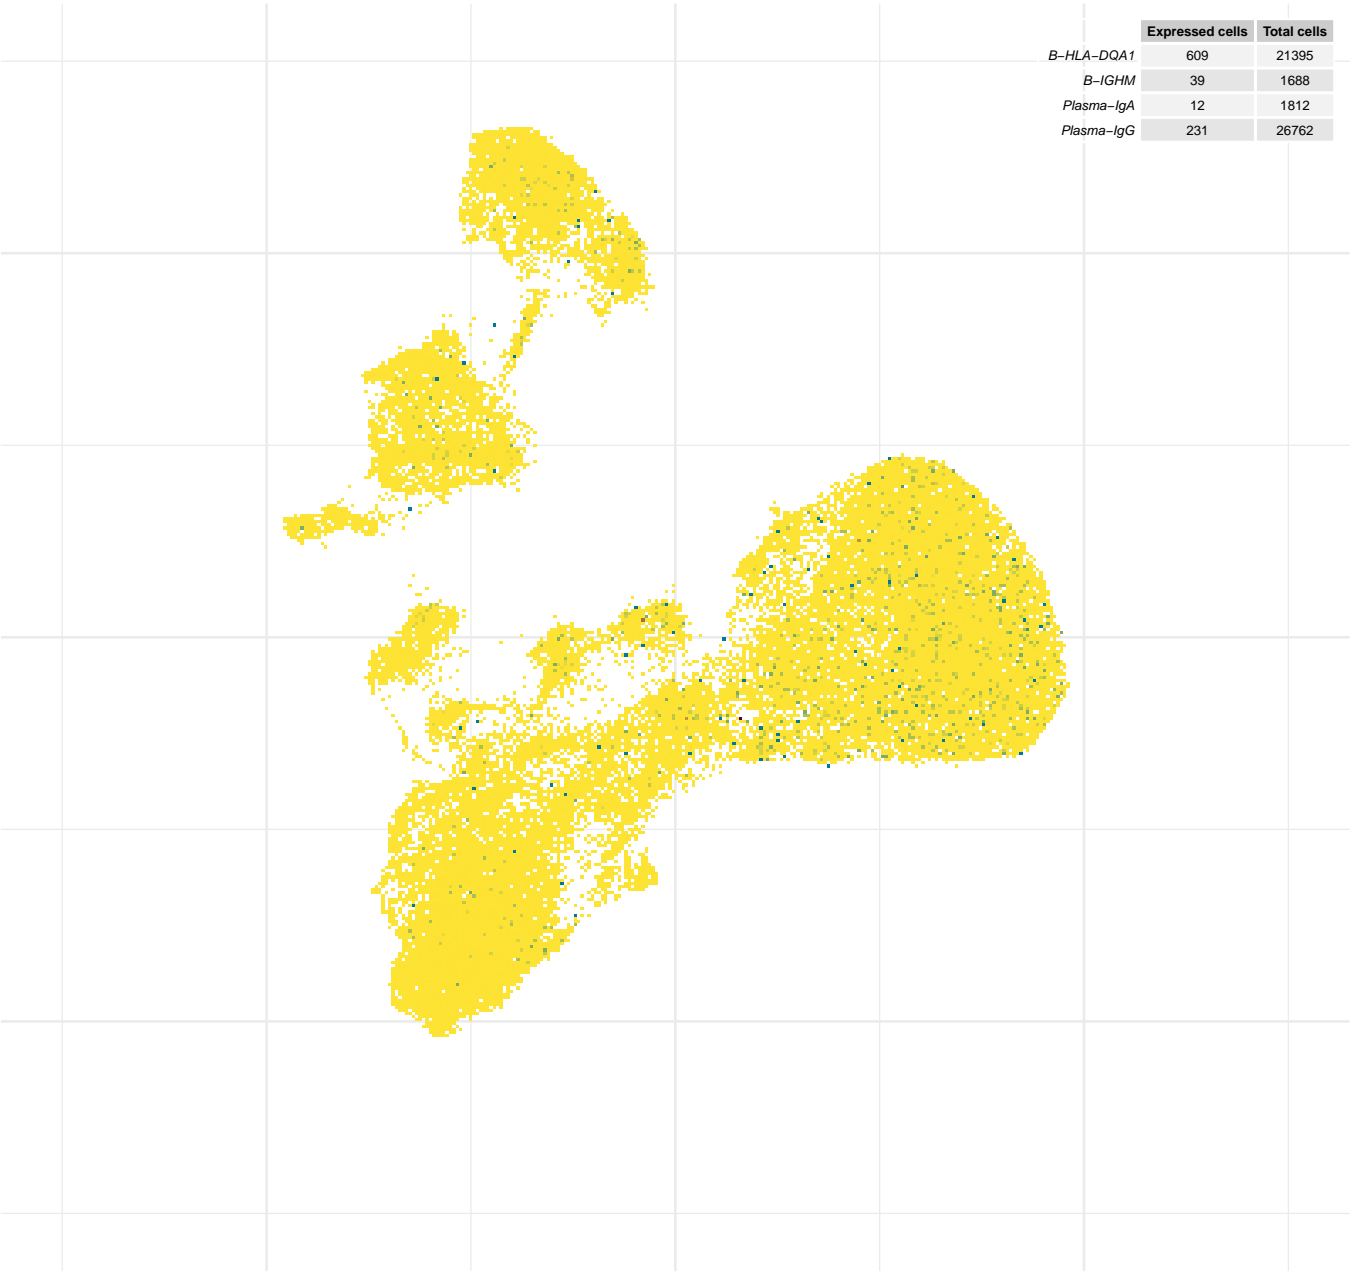 Expressed cells Total cells
B−HLA−DQA1 609 21395
B−IGHM 39 1688
Plasma−IgA 12 1812
Plasma−IgG 231 26762